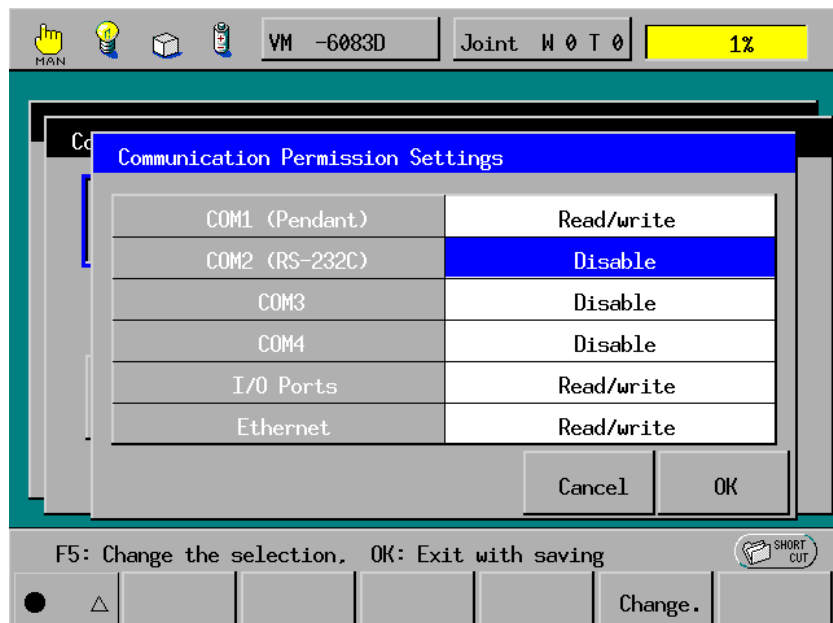 MAN
VM -6083D
Joint W 0 T 0
1%
Co
Communication Permission Settings
COM1 (Pendant) Read/write
COM2 (RS-232C) Disable
COM3 Disable
COM4 Disable
I/O Ports Read/write
Ethernet Read/write
Cancel OK
F5: Change the selection, OK: Exit with saving
SHORT
CUT
Change.